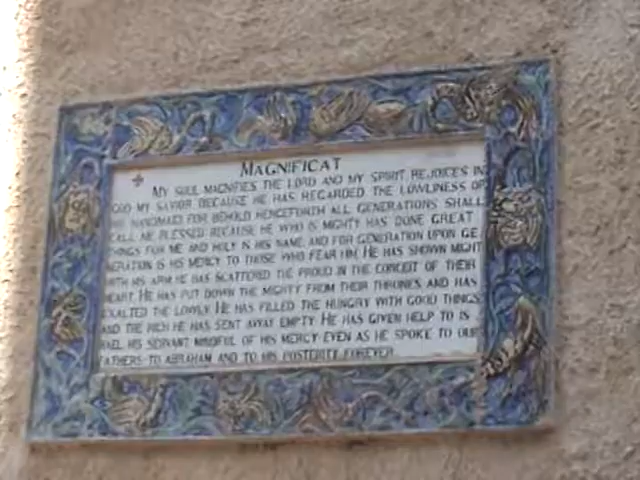 MAGNIFICAT
MY SOUL MAGNIFIES THE LORD AND MY SPIRIT REJOICES IN
GOD MY SAVIOR BECAUSE HE HAS REGARDED THE LOWLINESS OF
HIS HANDMAID FOR BEHOLD HENCEFORTH ALL GENERATIONS SHALL
CALL ME BLESSED BECAUSE HE WHO IS MIGHTY HAS DONE GREAT
THINGS FOR ME AND HOLY IS HIS NAME, AND FOR GENERATION UPON GE
NERATION IS HIS MERCY TO THOSE WHO FEAR HIM. HE HAS SHOWN MIGHT
WITH HIS ARM HE HAS SCATTERED THE PROUD IN THE CONCEIT OF THEIR
HEART. HE HAS PUT DOWN THE MIGHTY FROM THEIR THRONES, AND HAS
EXALTED THE LOWLY. HE HAS FILLED THE HUNGRY WITH GOOD THINGS
AND THE RICH HE HAS SENT AWAY EMPTY. HE HAS GIVEN HELP TO IS
RAEL HIS SERVANT MINDFUL OF HIS MERCY EVEN AS HE SPOKE TO OUR
FATHERS TO ABRAHAM AND TO HIS POSTERITY FOREVER